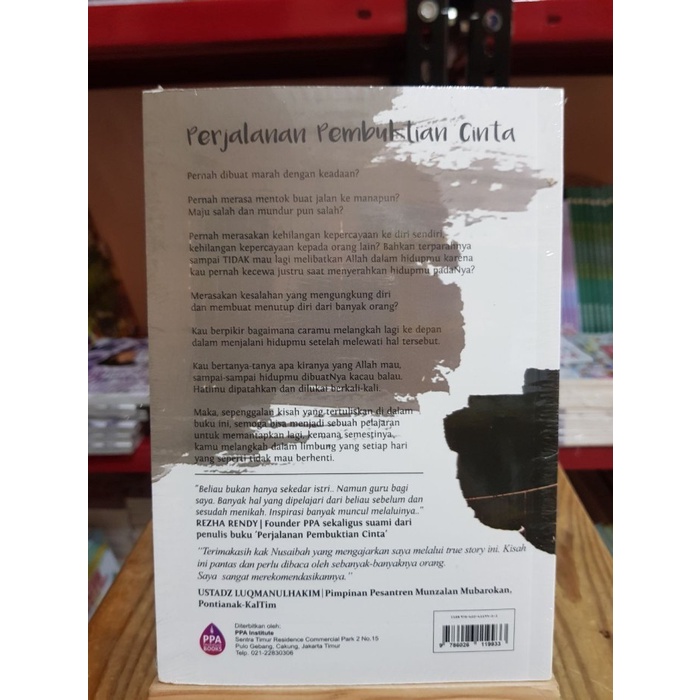 Perjalanan Pembuktian Cinta
Pernah dibuat marah dengan keadaan?
Pernah merasa mentok buat jalan ke manapun?
Maju salah dan mundur pun salah?
Pernah merasakan kehilangan kepercayaan ke diri sendiri,
kehilangan kepercayaan kepada orang lain? Bahkan terparahnya
sampai TIDAK mau lagi melibatkan Allah dalam hidupmu karena
kau pernah kecewa justru saat menyerahkan hidupmu padaNya?
Merasakan kesalahan yang mengungkung diri
dan membuat menutup diri dari banyak orang?
Kau berpikir bagaimana caramu melangkah lagi ke depan
dalam menjalani hidupmu setelah melewati hal tersebut.
Kau bertanya-tanya apa kiranya yang Allah mau,
sampai-sampai hidupmu dibuatNya kacau balau.
Hatimu dipatahkan dan dilukai berkali-kali.
Maka, sepenggalan kisah yang tertuliskan di dalam
buku ini, semoga bisa menjadi sebuah pelajaran
untuk memantapkan lagi, kemana semestinya,
kamu melangkah dalam limbung yang setiap hari
yang seperti tidak mau berhenti.
"Beliau bukan hanya sekedar istri.. Namun guru bagi
saya. Banyak hal yang dipelajari dari beliau sebelum dan
sesudah menikah. Inspirasi banyak muncul melaluinya.."
REZHA RENDY | Founder PPA sekaligus suami dari
penulis buku 'Perjalanan Pembuktian Cinta'
"Terimakasih kak Nusaibah yang mengajarkan saya melalui true story ini. Kisah
ini pantas dan perlu dibaca oleh sebanyak-banyaknya orang.
Saya sangat merekomendasikannya."
USTADZ LUQMANULHAKIM | Pimpinan Pesantren Munzalan Mubarokan,
Pontianak-KalTim
PPA
BOOKS
Diterbitkan oleh:
PPA Institute
Sentra Timur Residence Commercial Park 2 No.15
Pulo Gebang, Cakung, Jakarta Timur
Telp. 021-22830306
9 786026 119933